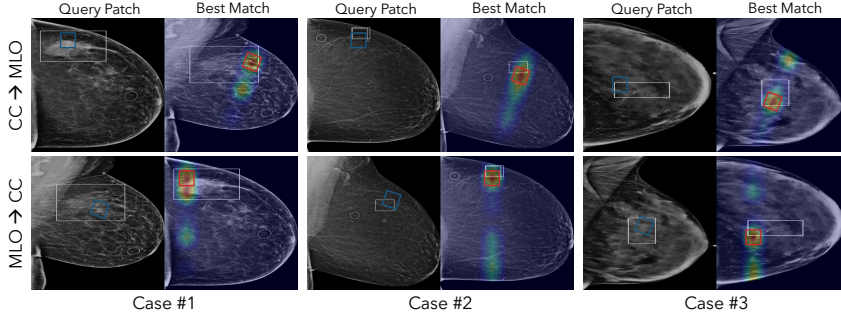 Query Patch Best Match Query Patch Best Match Query Patch Best Match
CC → MLO
MLO → CC
Case #1 Case #2 Case #3